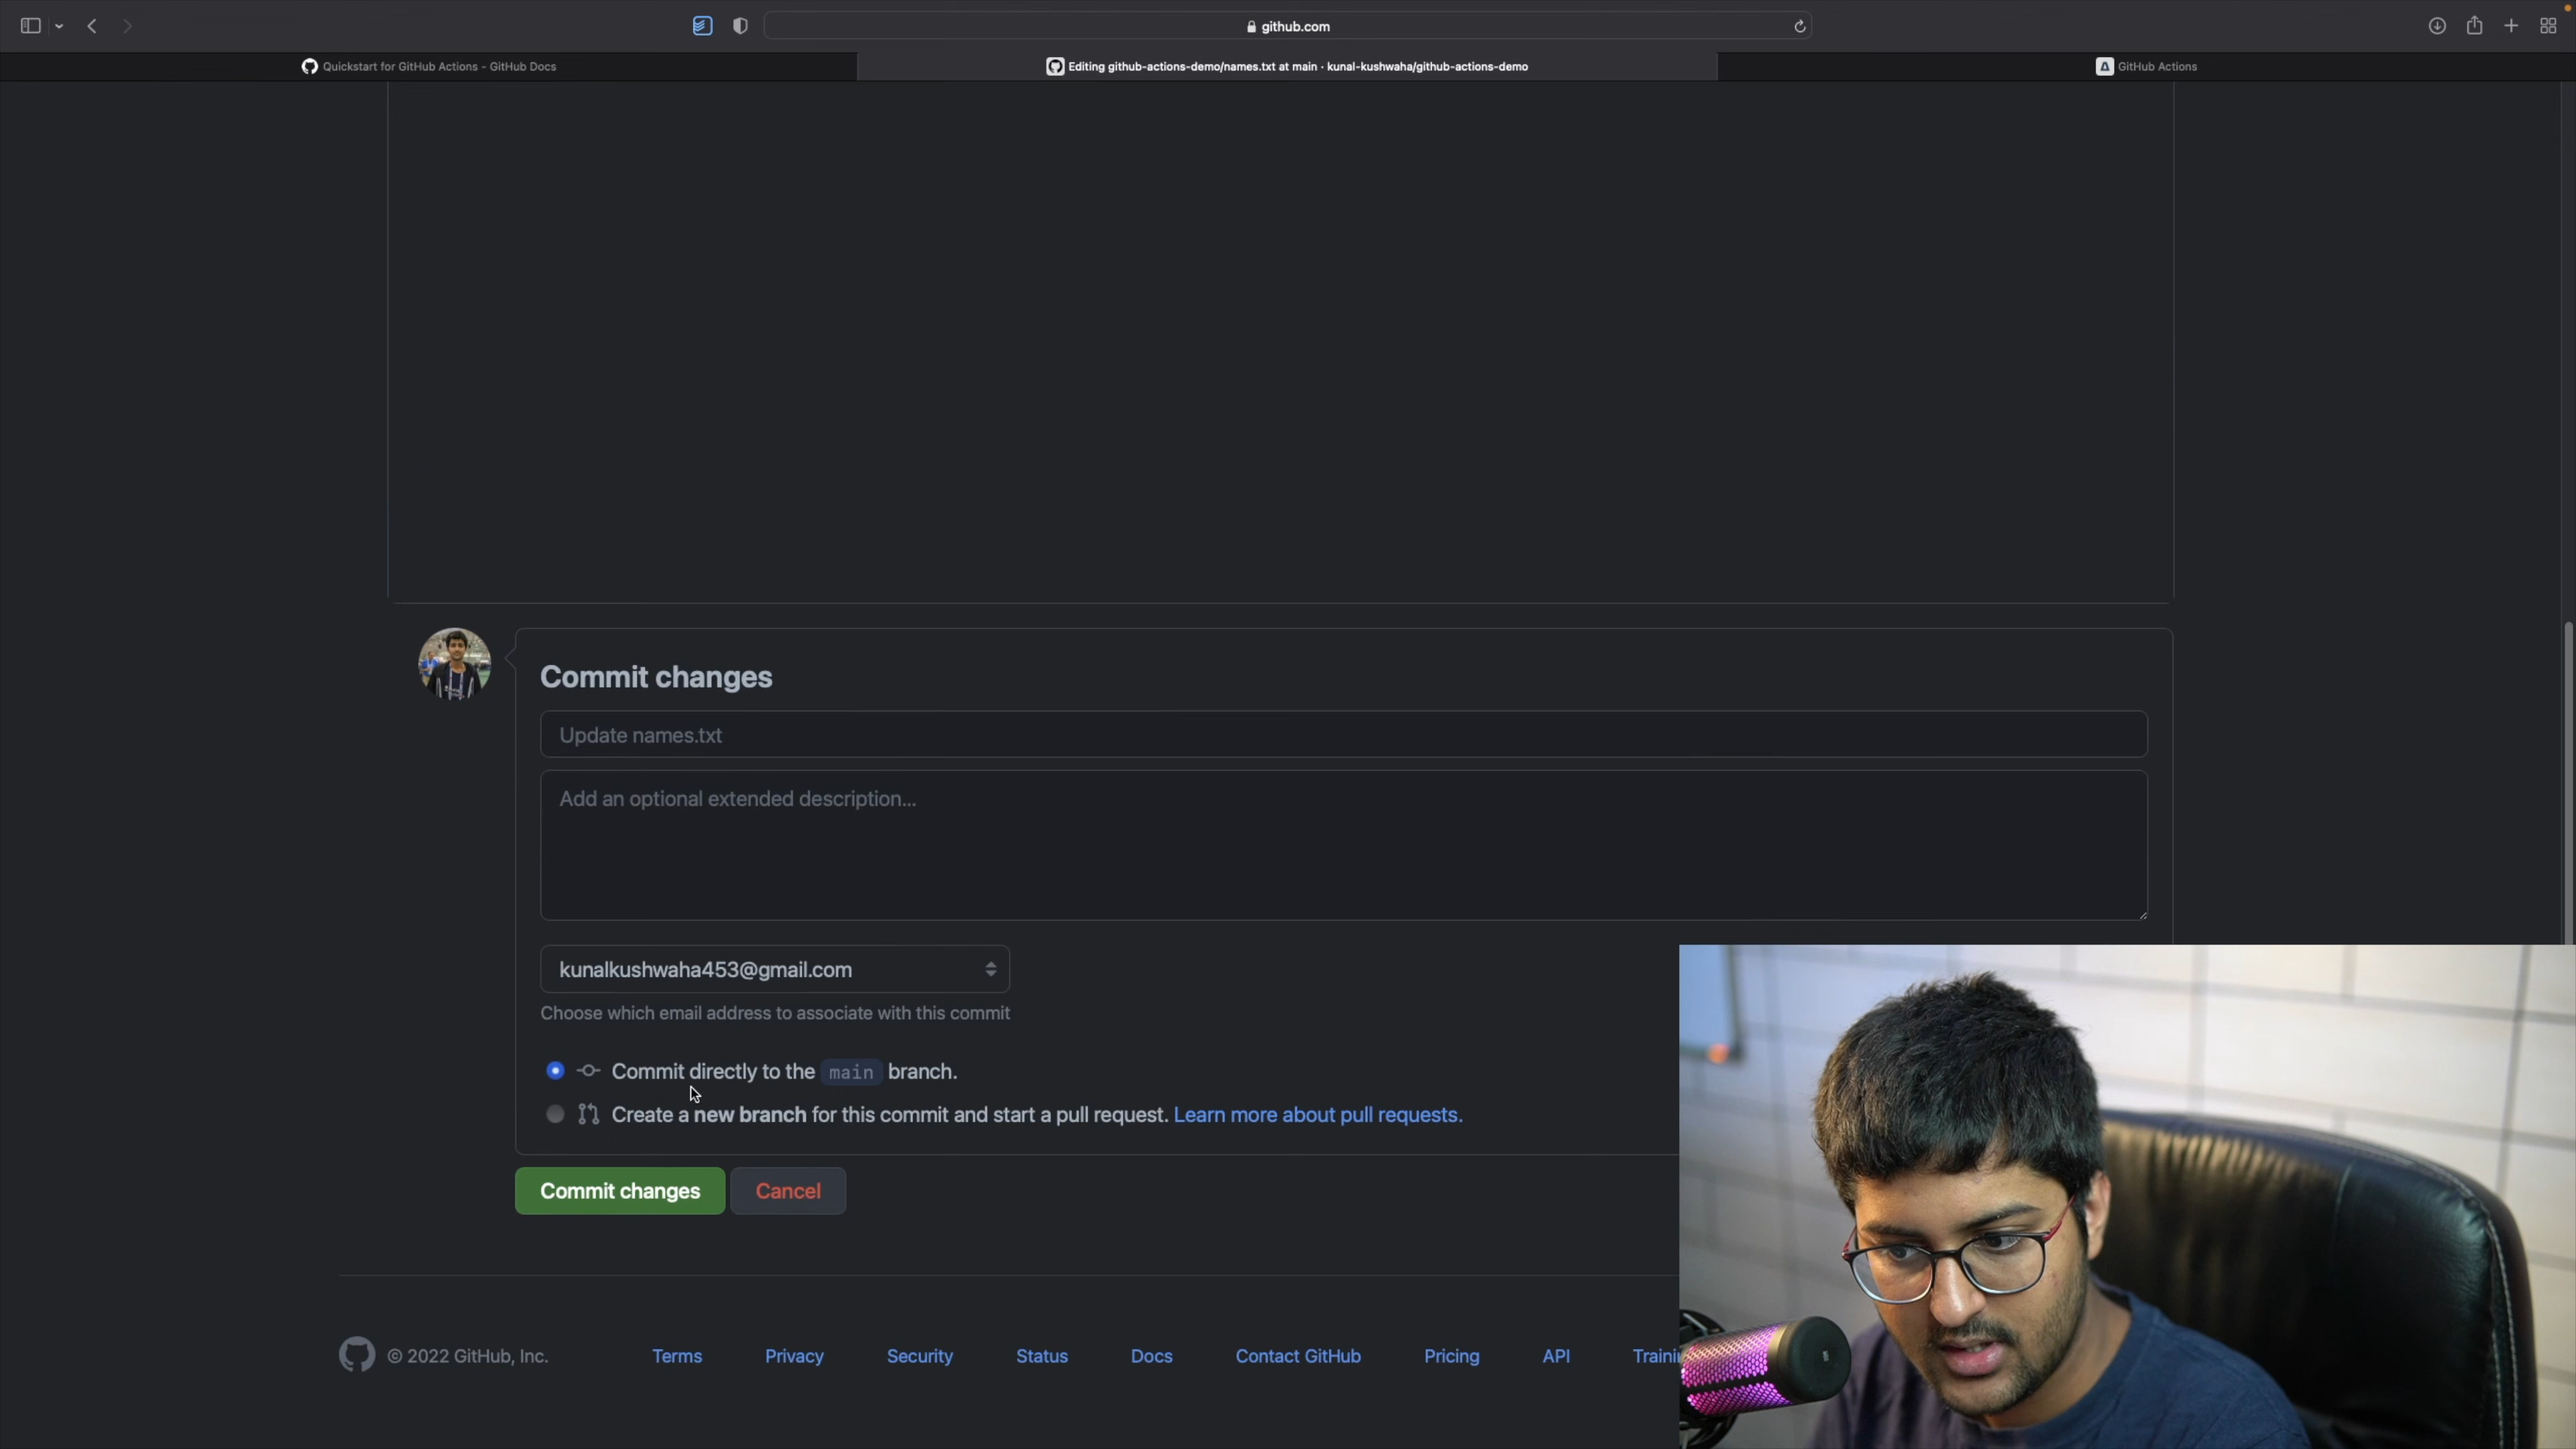 github.com
Quickstart for GitHub Actions - GitHub Docs
Editing github-actions-demo/names.txt at main · kunal-kushwaha/github-actions-demo
GitHub Actions
Commit changes
Update names.txt
Add an optional extended description...
kunalkushwaha453@gmail.com
Choose which email address to associate with this commit
Commit directly to the main branch.
Create a new branch for this commit and start a pull request. Learn more about pull requests.
Commit changes Cancel
© 2022 GitHub, Inc. Terms Privacy Security Status Docs Contact GitHub Pricing API